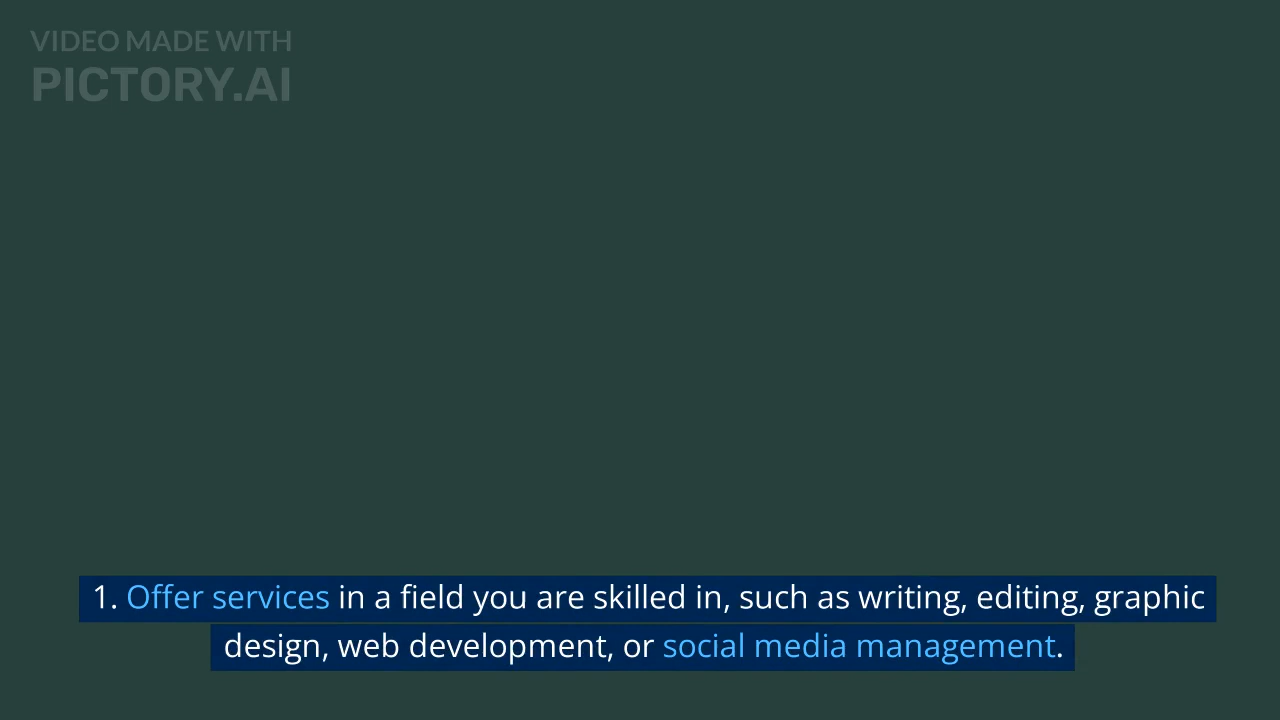 VIDEO MADE WITH
PICTORY.AI
1. Offer services in a field you are skilled in, such as writing, editing, graphic
design, web development, or social media management.